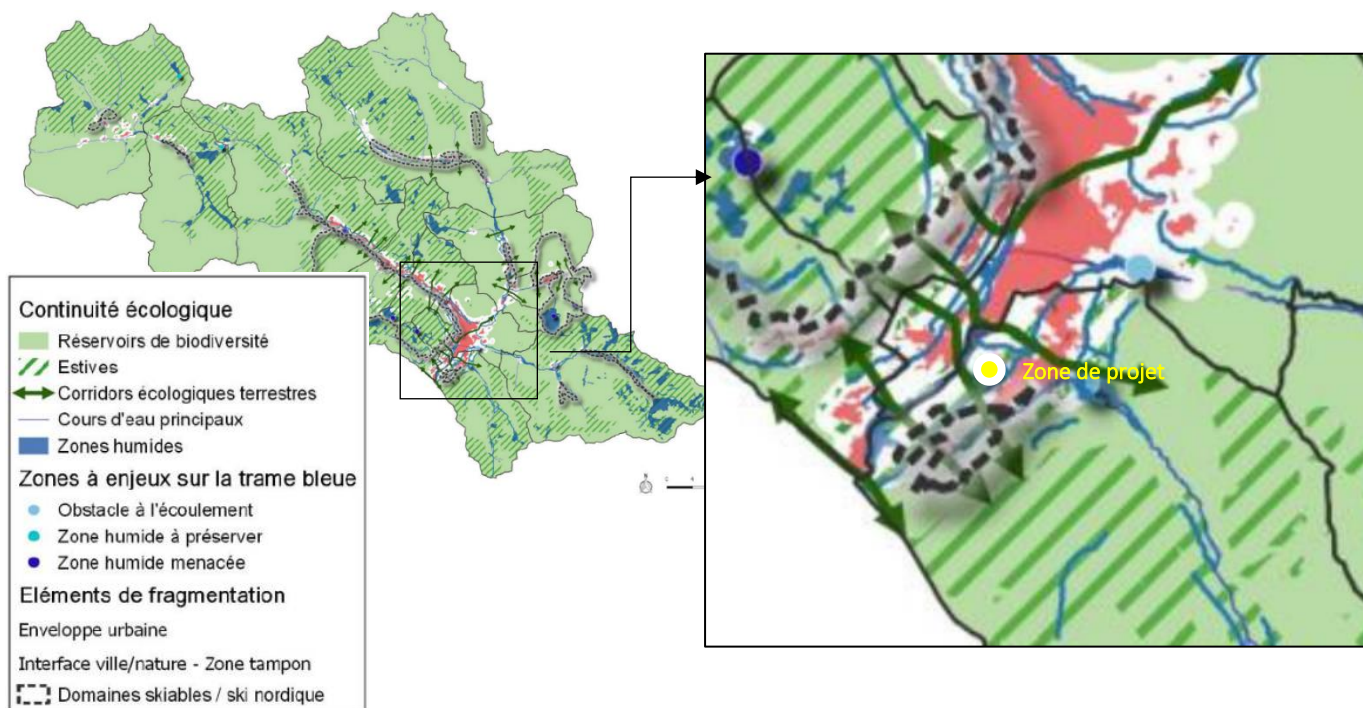 Zone de projet
Continuité écologique
Réservoirs de biodiversité
Estives
Corridors écologiques terrestres
Cours d'eau principaux
Zones humides
Zones à enjeux sur la trame bleue
Obstacle à l'écoulement
Zone humide à préserver
Zone humide menacée
Eléments de fragmentation
Enveloppe urbaine
Interface ville/nature - Zone tampon
Domaines skiables / ski nordique